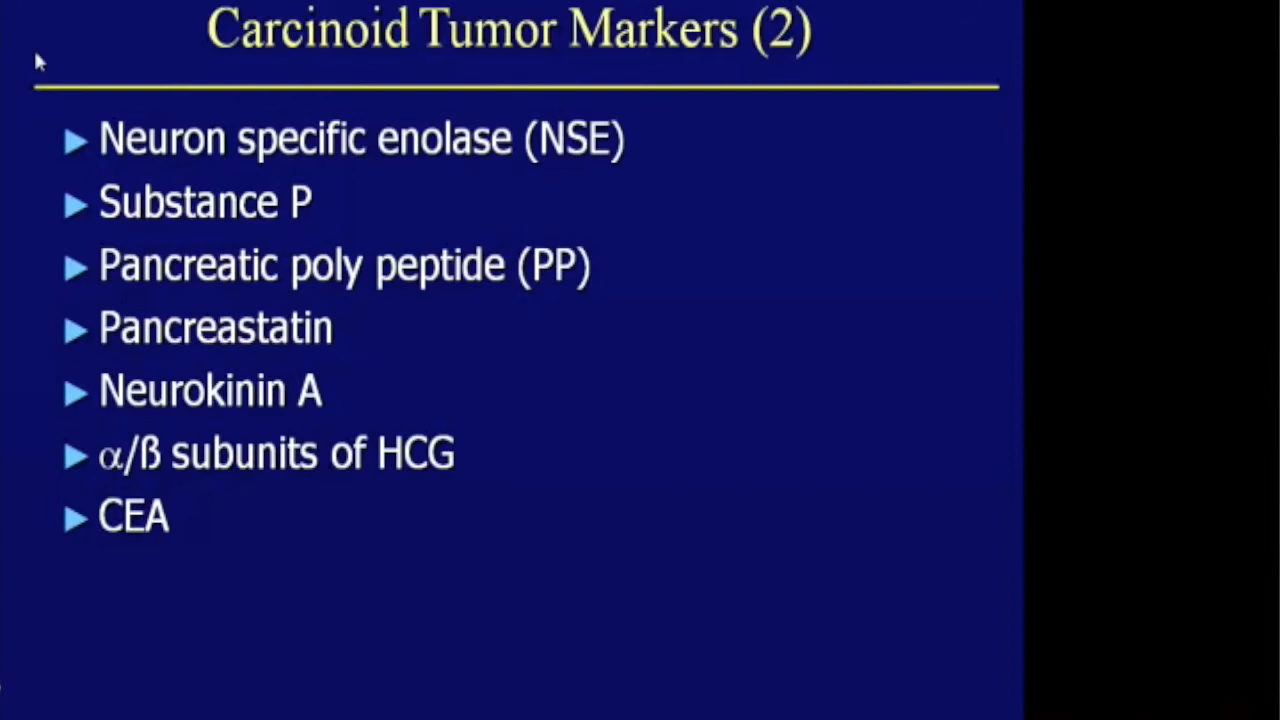 Carcinoid Tumor Markers (2)
Neuron specific enolase (NSE)
Substance P
Pancreatic poly peptide (PP)
Pancreastatin
Neurokinin A
α/ß subunits of HCG
CEA